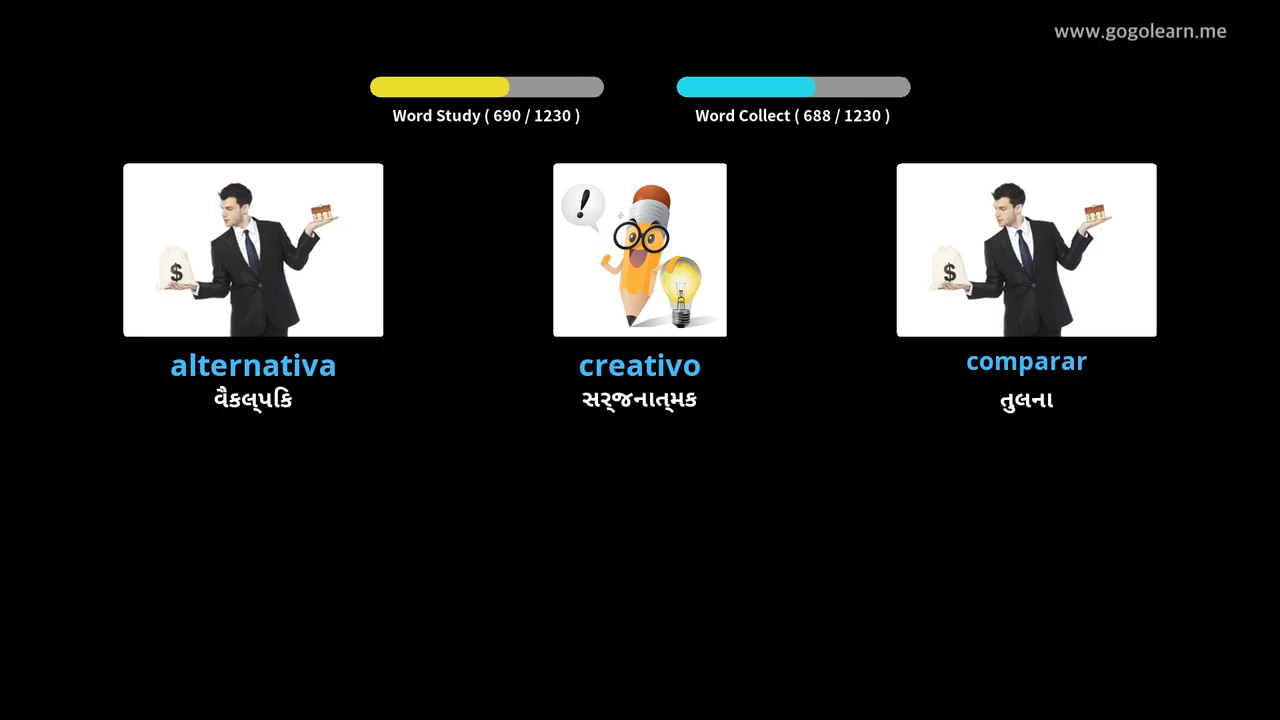 www.gogolearn.me
Word Study ( 690 / 1230 )
Word Collect ( 688 / 1230 )
!
$
$
alternativa
creativo
comparar
વૈકલ્પકિ
સર્જનાત્મક
તુલના